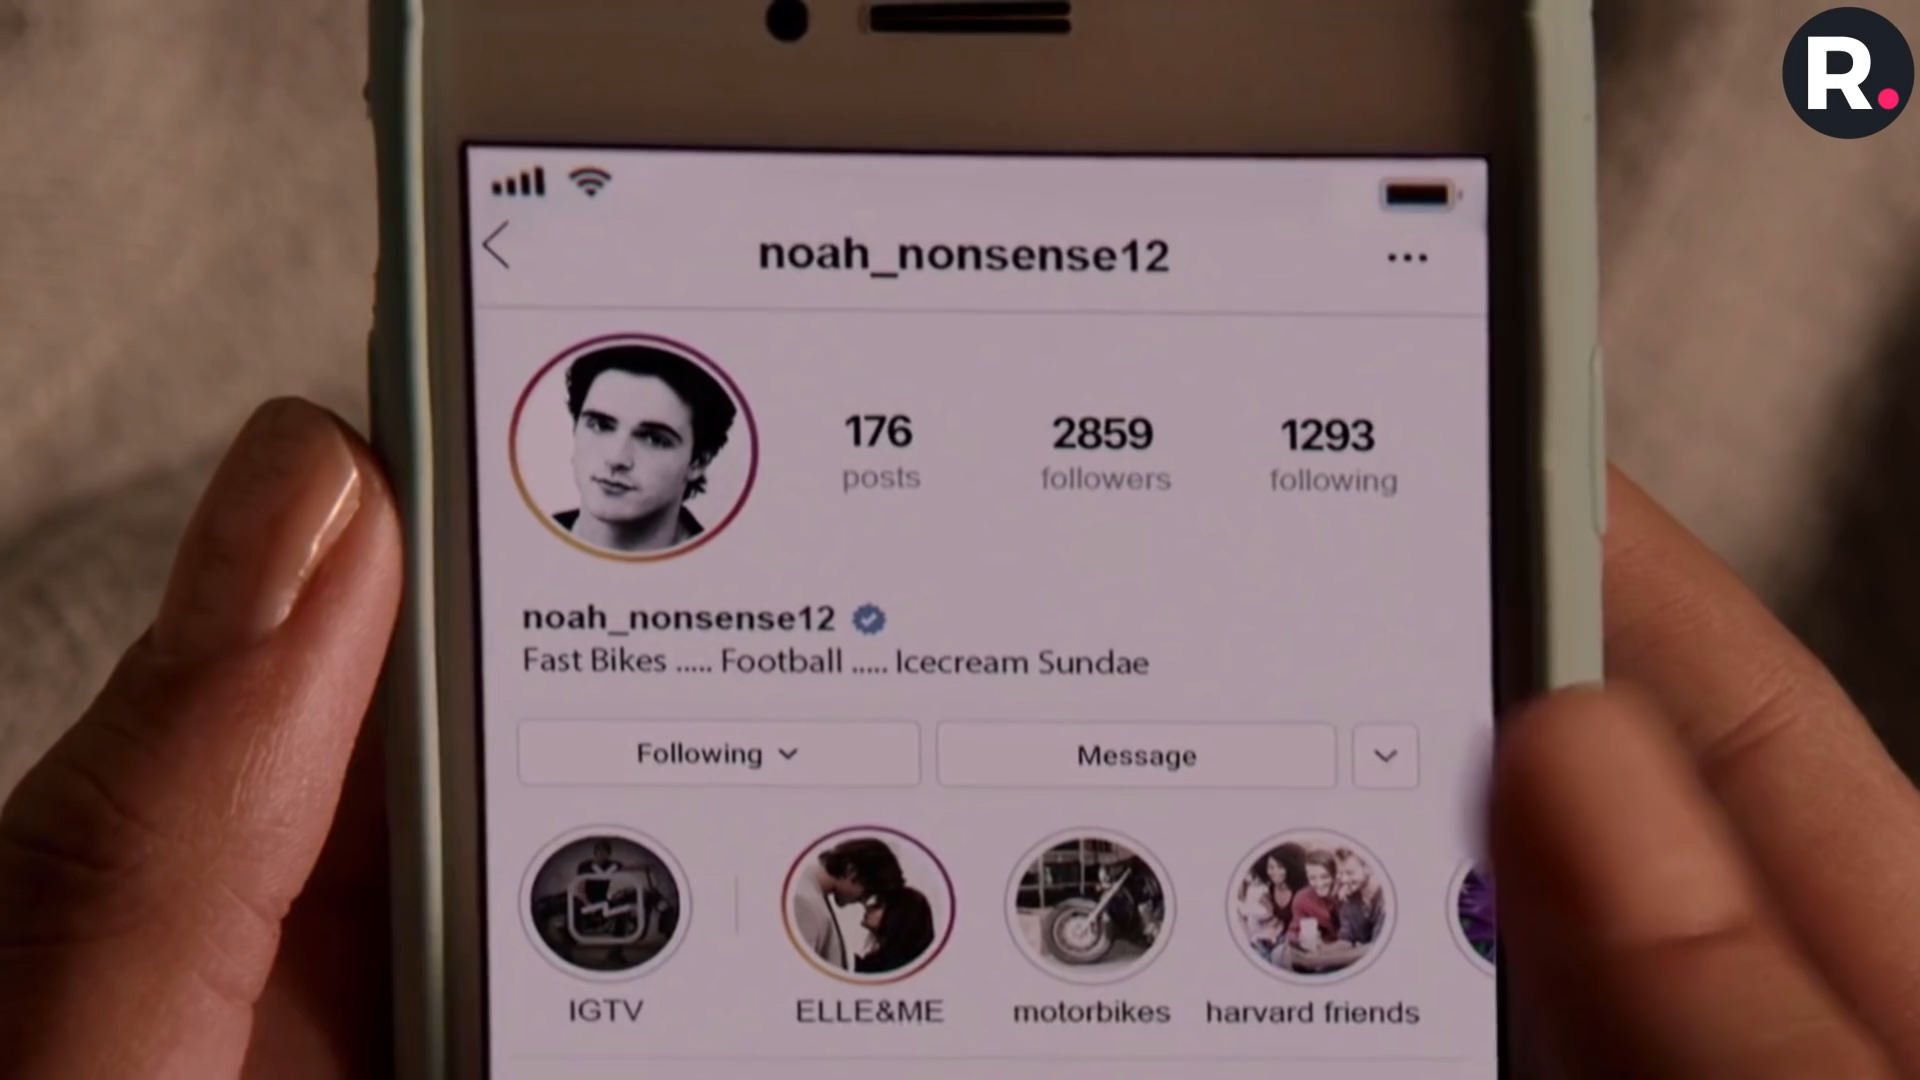 R.
noah_nonsense12
176 2859 1293
posts followers following
noah_nonsense12
Fast Bikes ..... Football ..... Icecream Sundae
Following Message
IGTV ELLE&ME motorbikes harvard friends